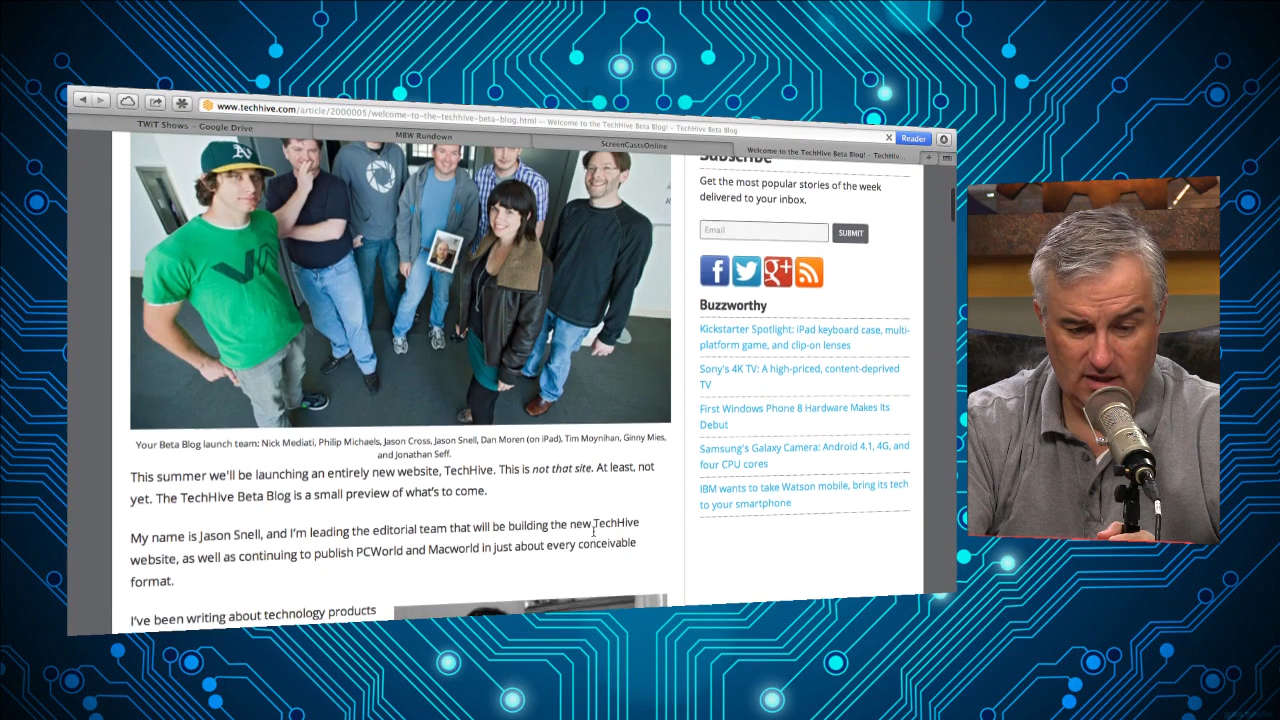 www.techhive.com/article/2000005/welcome-to-the-techhive-beta-blog.html — Welcome to the TechHive Beta Blog! – TechHive Beta Blog
Reader
TWiT Shows – Google Drive
MBW Rundown
ScreenCastsOnline
Welcome to the TechHive Beta Blog! – TechHiv...
Your Beta Blog launch team: Nick Mediati, Philip Michaels, Jason Cross, Jason Snell, Dan Moren (on iPad), Tim Moynihan, Ginny Mies,
and Jonathan Seff.
This summer we'll be launching an entirely new website, TechHive. This is not that site. At least, not
yet. The TechHive Beta Blog is a small preview of what's to come.
My name is Jason Snell, and I'm leading the editorial team that will be building the new TechHive
website, as well as continuing to publish PCWorld and Macworld in just about every conceivable
format.
I've been writing about technology products
Subscribe
Get the most popular stories of the week
delivered to your inbox.
Email
SUBMIT
Buzzworthy
Kickstarter Spotlight: iPad keyboard case, multi-
platform game, and clip-on lenses
Sony's 4K TV: A high-priced, content-deprived
TV
First Windows Phone 8 Hardware Makes Its
Debut
Samsung's Galaxy Camera: Android 4.1, 4G, and
four CPU cores
IBM wants to take Watson mobile, bring its tech
to your smartphone